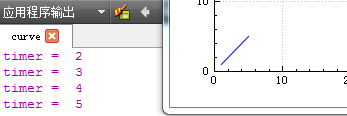 应用程序输出
curve
timer = 2
timer = 3
timer = 4
timer = 5
10
0
0
10
20